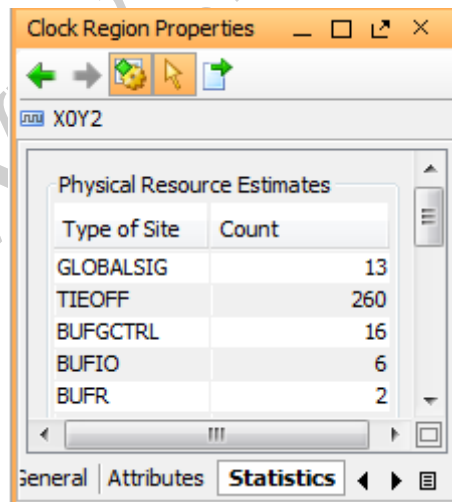 Clock Region Properties
X0Y2
Physical Resource Estimates
Type of Site Count
GLOBALSIG 13
TIEOFF 260
BUFGCTRL 16
BUFIO 6
BUFR 2
General Attributes Statistics